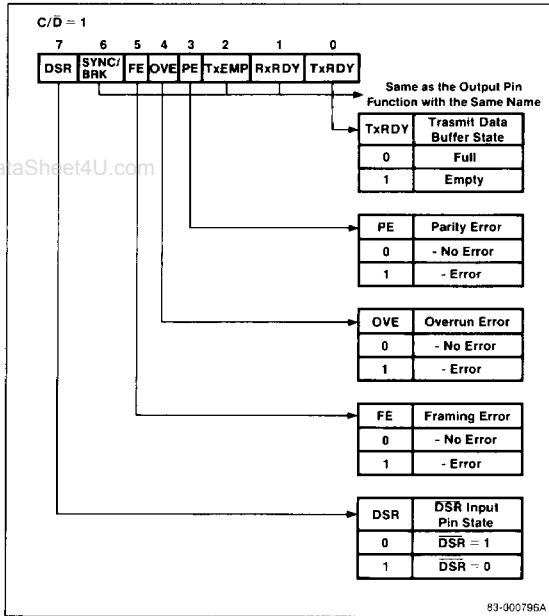 C/D̅ = 1
7 6 5 4 3 2 1 0
DSR SYNC/BRK FE OVE PE TxEMP RxRDY TxRDY
Same as the Output Pin
Function with the Same Name
TxRDY Trasmit Data Buffer State
0 Full
1 Empty
ataSheet4U.com
PE Parity Error
0 - No Error
1 - Error
OVE Overrun Error
0 - No Error
1 - Error
FE Framing Error
0 - No Error
1 - Error
DSR D̅S̅R̅ Input Pin State
0 D̅S̅R̅ = 1
1 D̅S̅R̅ = 0
83-000796A